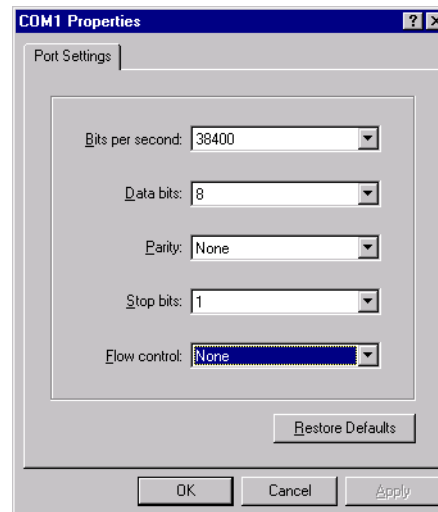 COM1 Properties
Port Settings
Bits per second: 38400
Data bits: 8
Parity: None
Stop bits: 1
Flow control: None
Restore Defaults
OK Cancel Apply